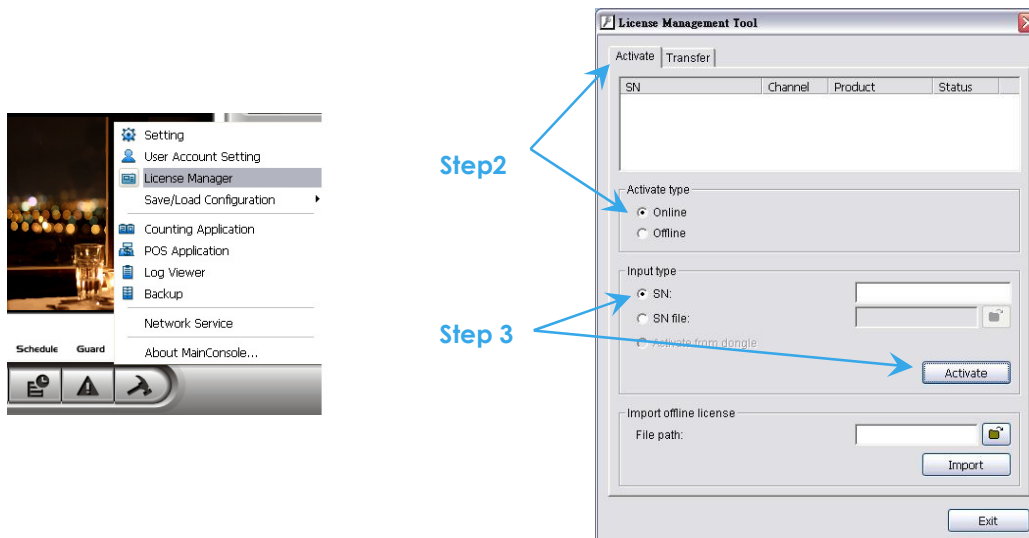 Setting
User Account Setting
License Manager
Save/Load Configuration
Counting Application
POS Application
Log Viewer
Backup
Network Service
About MainConsole...
Schedule Guard
Step2
Step 3
License Management Tool
Activate Transfer
SN Channel Product Status
Activate type
Online
Offline
Input type
SN:
SN file:
Activate from dongle
Activate
Import offline license
File path:
Import
Exit